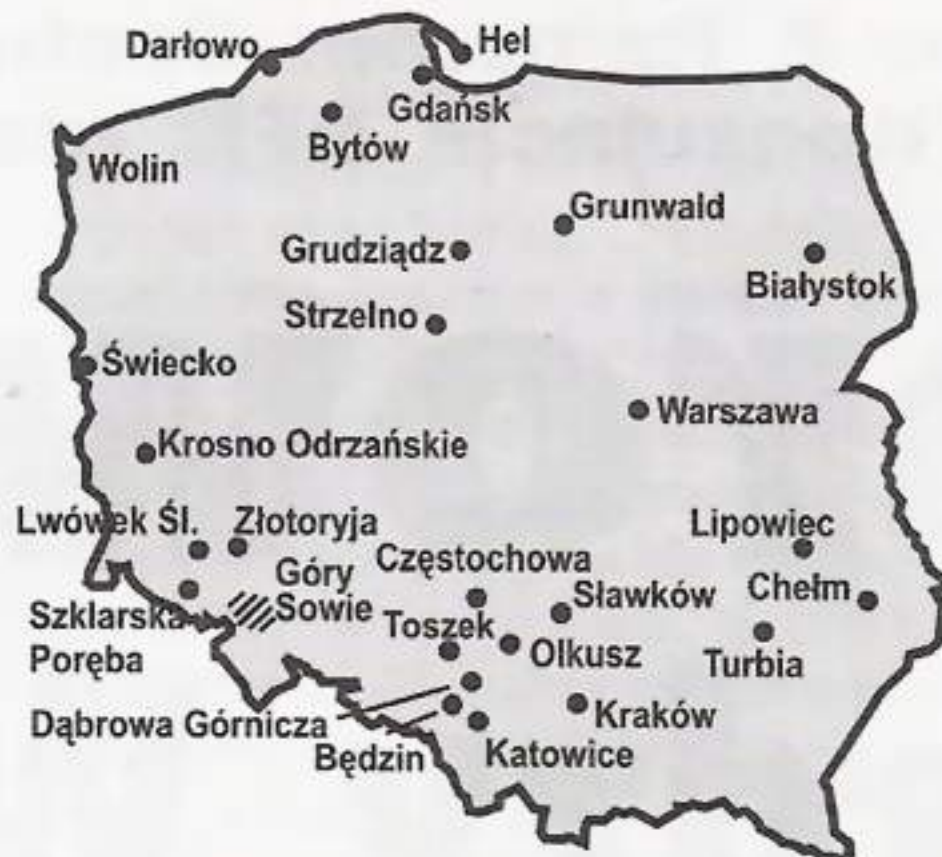 Darłowo
Hel
Gdańsk
Bytów
Wolin
Grunwald
Grudziądz
Białystok
Strzelno
Świecko
Warszawa
Krosno Odrzańskie
Lwówek Śl.
Złotoryja
Lipowiec
Częstochowa
Góry
Sowie
Sławków
Chełm
Szklarska
Poręba
Toszek
Olkusz
Turbia
Dąbrowa Górnicza
Kraków
Będzin
Katowice